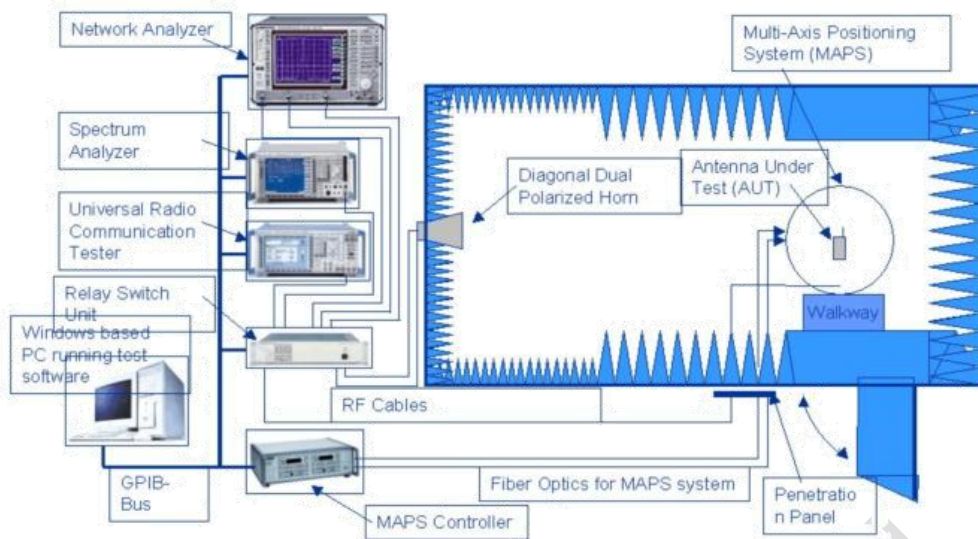 Network Analyzer
Multi-Axis Positioning
System (MAPS)
Spectrum
Analyzer
Diagonal Dual
Polarized Horn
Antenna Under
Test (AUT)
Universal Radio
Communication
Tester
Relay Switch
Unit
Walkway
Windows based
PC running test
software
RF Cables
GPIB-
Bus
Fiber Optics for MAPS system
Penetratio
n Panel
MAPS Controller